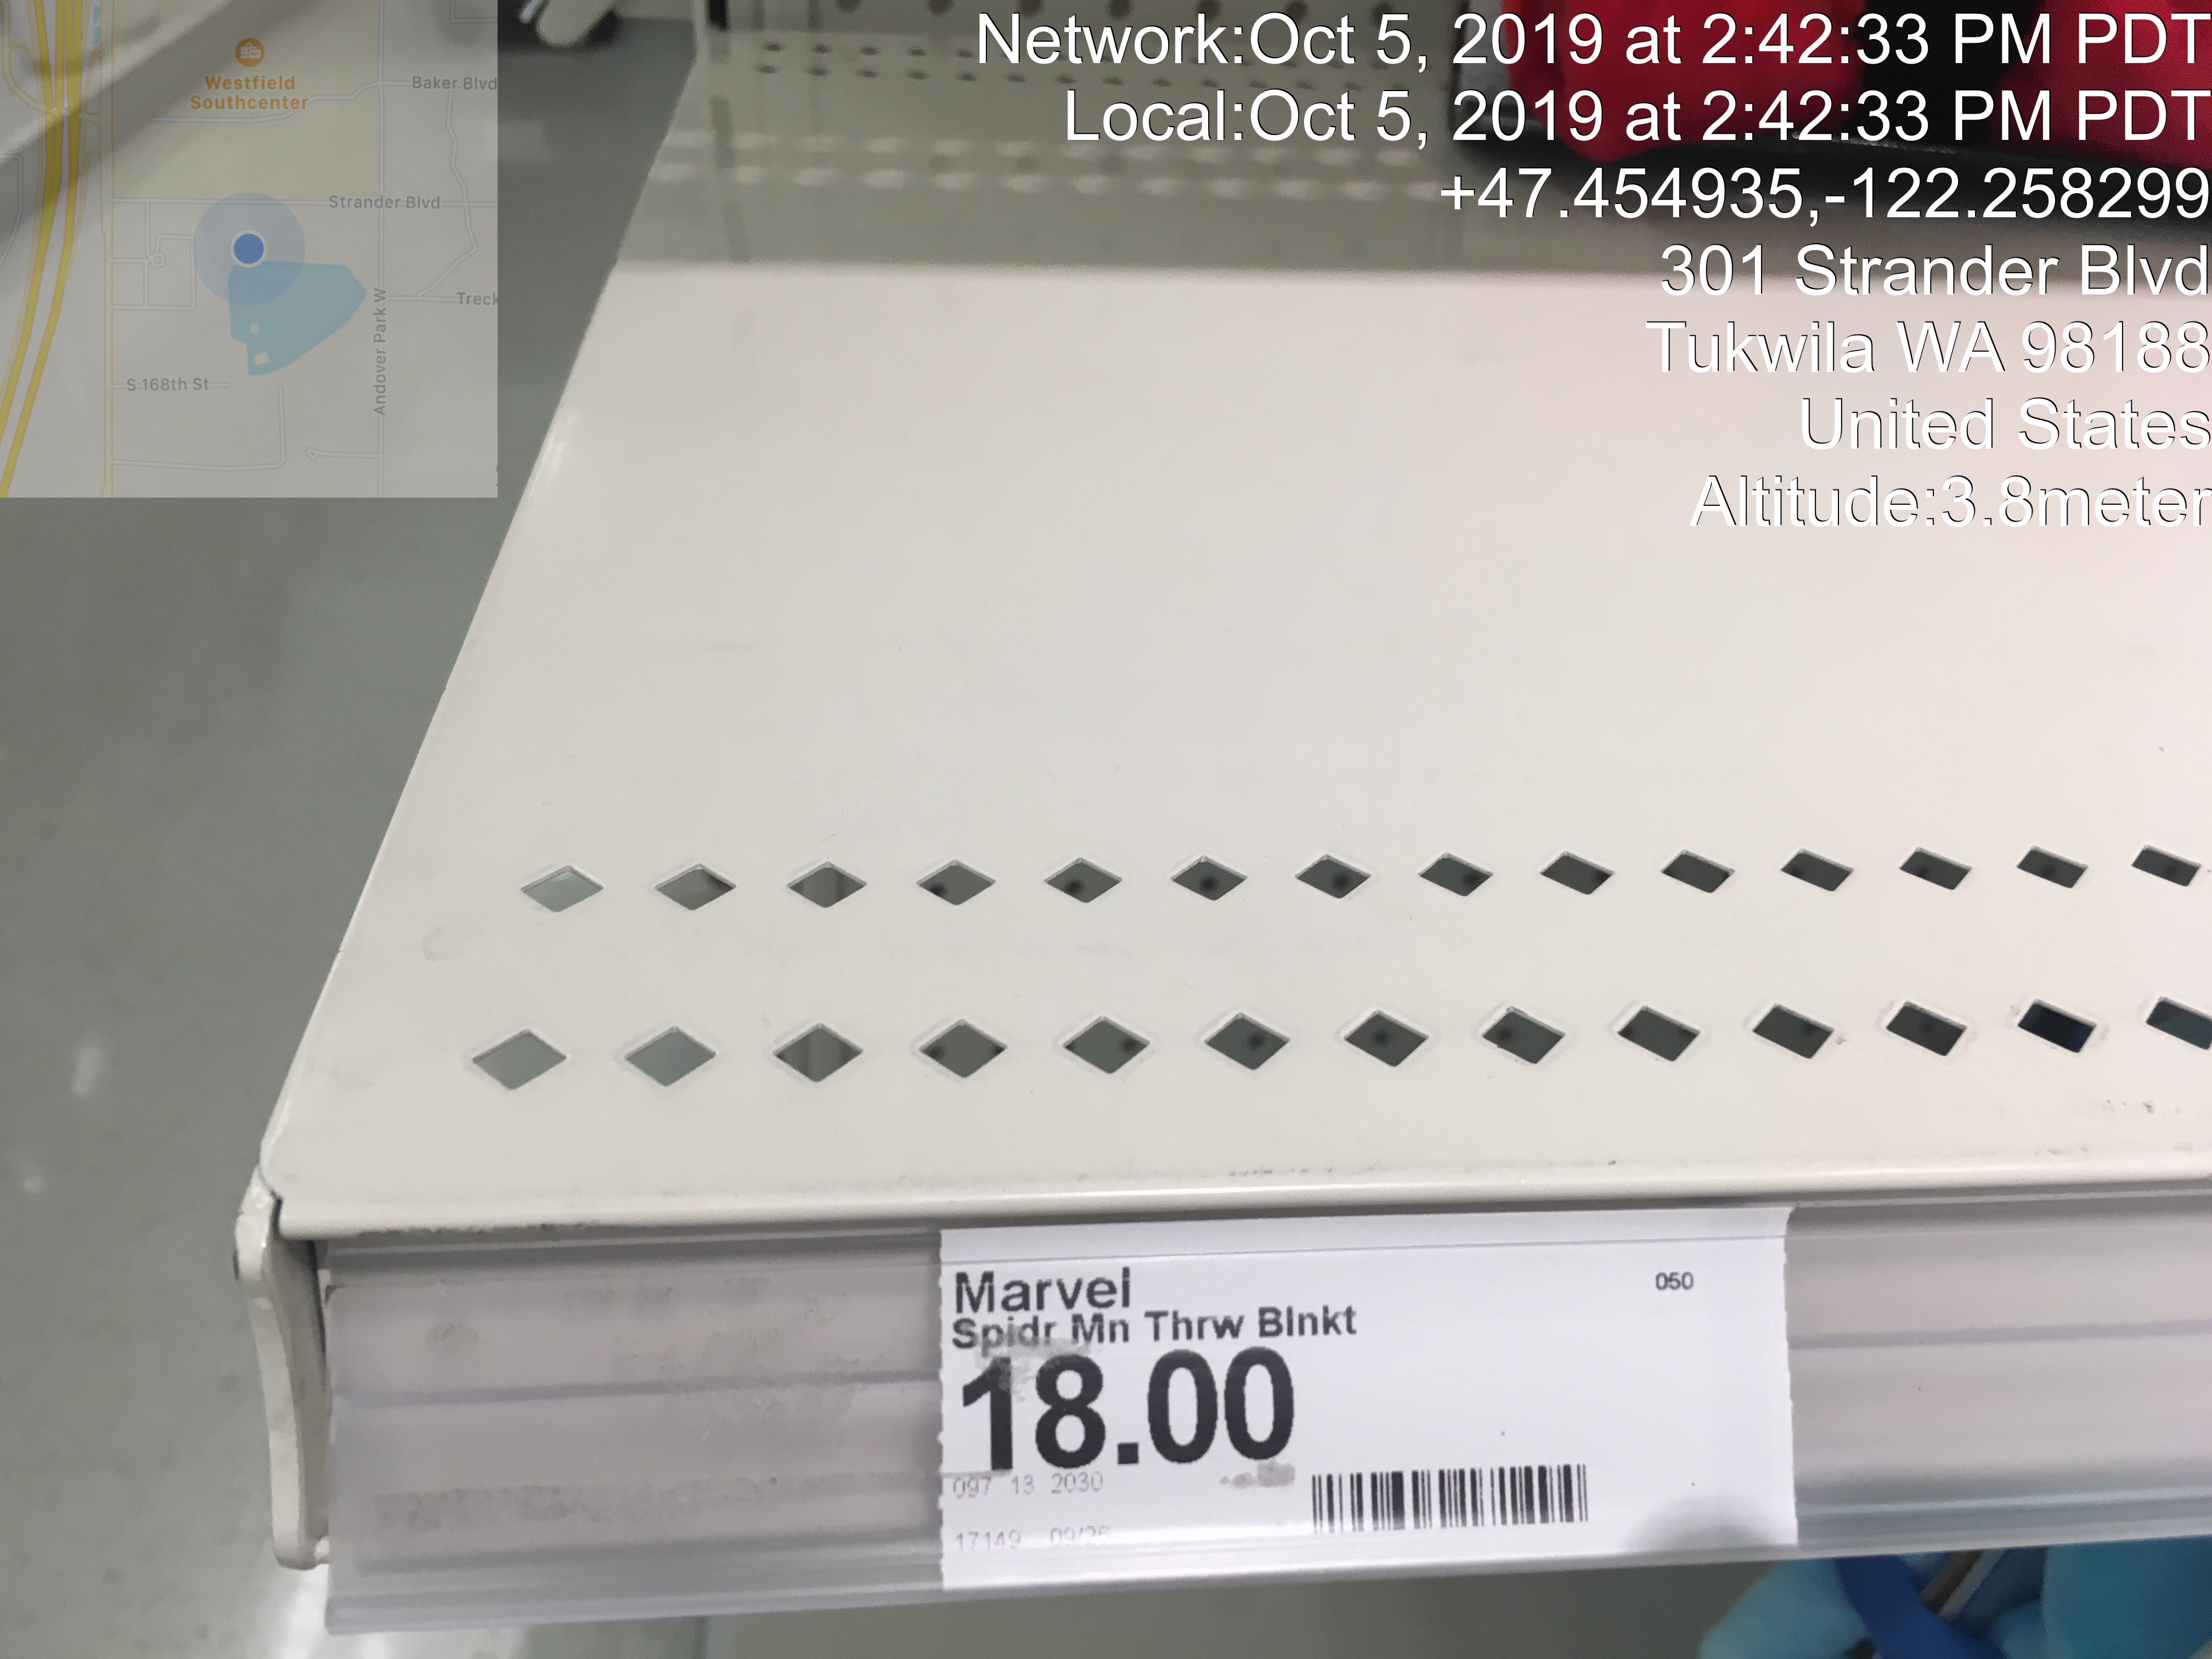 Network:Oct 5, 2019 at 2:42:33 PM PDT
Local:Oct 5, 2019 at 2:42:33 PM PDT
+47.454935,-122.258299
301 Strander Blvd
Tukwila WA 98188
United States
Altitude:3.8meter
Westfield
Southcenter
Baker Blvd
Strander Blvd
Treck
Andover Park W
S 168th St
Marvel
050
Spidr Mn Thrw Blnkt
18.00
097 13 2030
17149